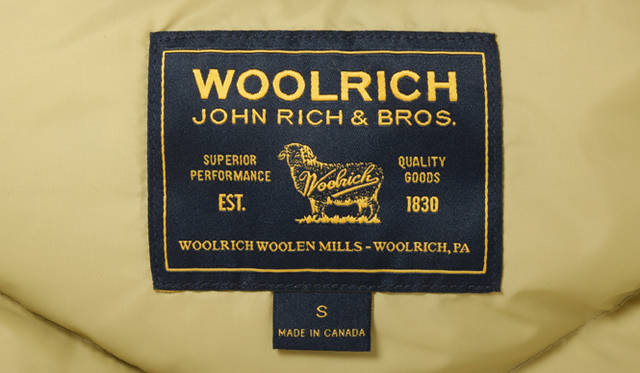 WOOLRICH
JOHN RICH & BROS.
SUPERIOR PERFORMANCE
QUALITY GOODS
Woolrich
EST. 1830
WOOLRICH WOOLEN MILLS - WOOLRICH, PA
S
MADE IN CANADA